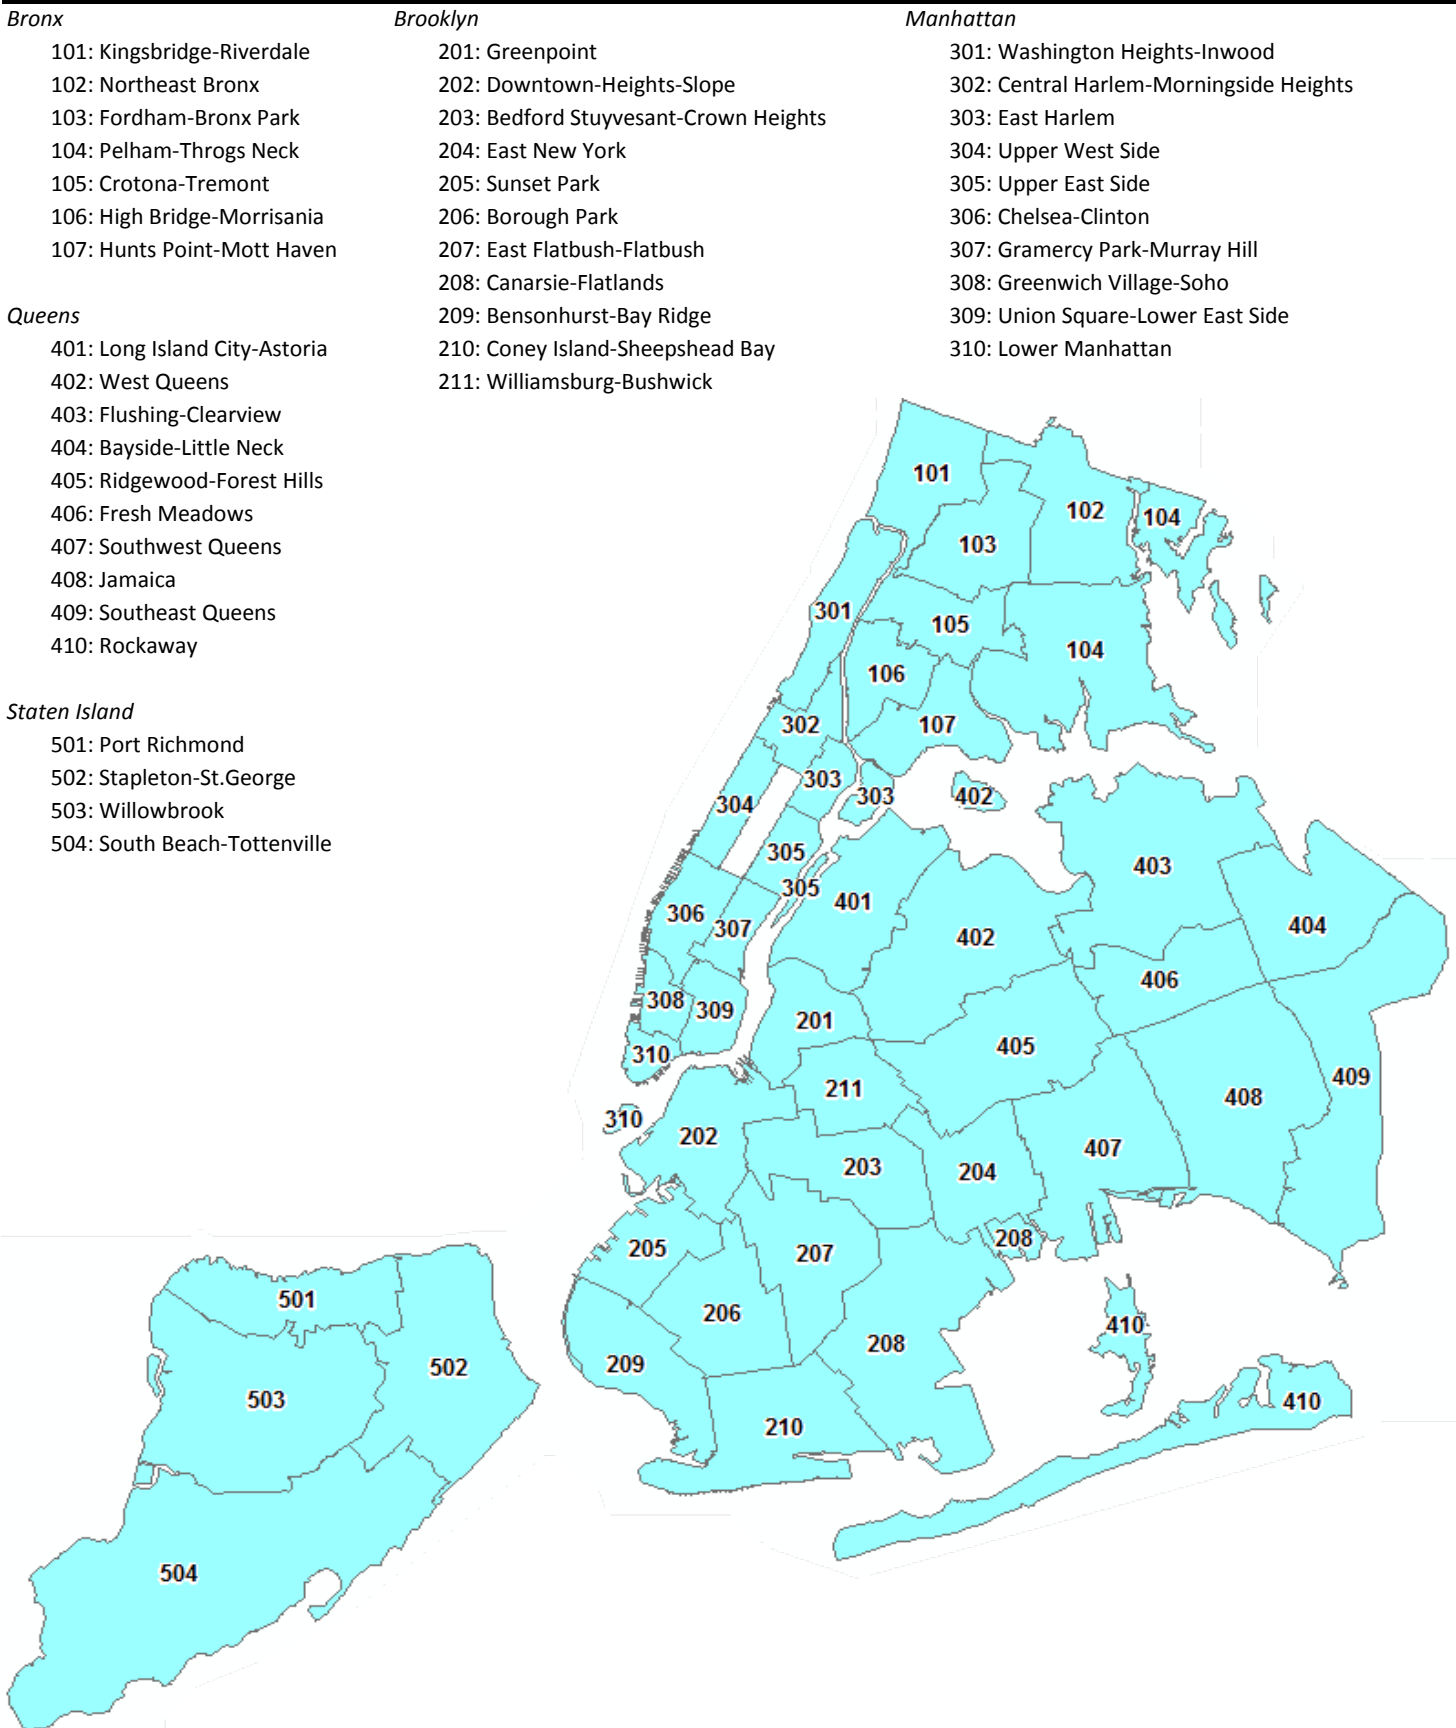 Bronx
101: Kingsbridge-Riverdale
102: Northeast Bronx
103: Fordham-Bronx Park
104: Pelham-Throgs Neck
105: Crotona-Tremont
106: High Bridge-Morrisania
107: Hunts Point-Mott Haven
Brooklyn
201: Greenpoint
202: Downtown-Heights-Slope
203: Bedford Stuyvesant-Crown Heights
204: East New York
205: Sunset Park
206: Borough Park
207: East Flatbush-Flatbush
208: Canarsie-Flatlands
209: Bensonhurst-Bay Ridge
210: Coney Island-Sheepshead Bay
211: Williamsburg-Bushwick
Manhattan
301: Washington Heights-Inwood
302: Central Harlem-Morningside Heights
303: East Harlem
304: Upper West Side
305: Upper East Side
306: Chelsea-Clinton
307: Gramercy Park-Murray Hill
308: Greenwich Village-Soho
309: Union Square-Lower East Side
310: Lower Manhattan
Queens
401: Long Island City-Astoria
402: West Queens
403: Flushing-Clearview
404: Bayside-Little Neck
405: Ridgewood-Forest Hills
406: Fresh Meadows
407: Southwest Queens
408: Jamaica
409: Southeast Queens
410: Rockaway
Staten Island
501: Port Richmond
502: Stapleton-St.George
503: Willowbrook
504: South Beach-Tottenville
101
102
104
103
301
105
104
106
302
107
303
303
402
304
305
403
305
401
306
307
404
402
406
308
309
201
405
310
409
211
408
310
202
407
203
204
208
205
207
501
206
410
208
209
502
503
410
210
504